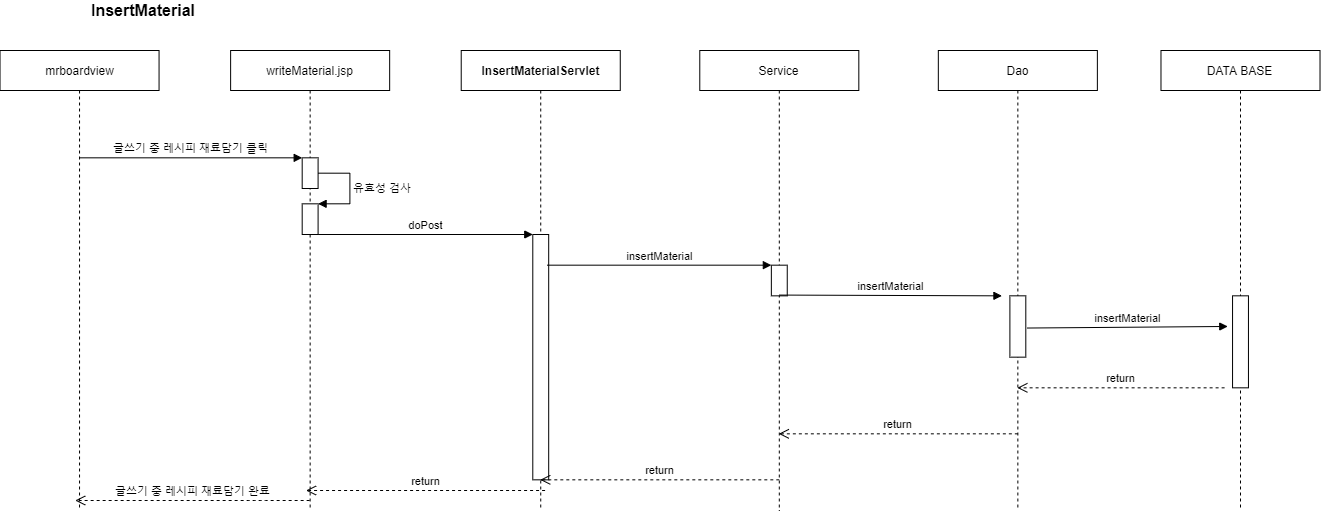 InsertMaterial
mrboardview
writeMaterial.jsp
InsertMaterialServlet
Service
Dao
DATA BASE
글쓰기 중 레시피 재료담기 클릭
유효성 검사
doPost
insertMaterial
insertMaterial
insertMaterial
return
return
return
return
글쓰기 중 레시피 재료담기 완료